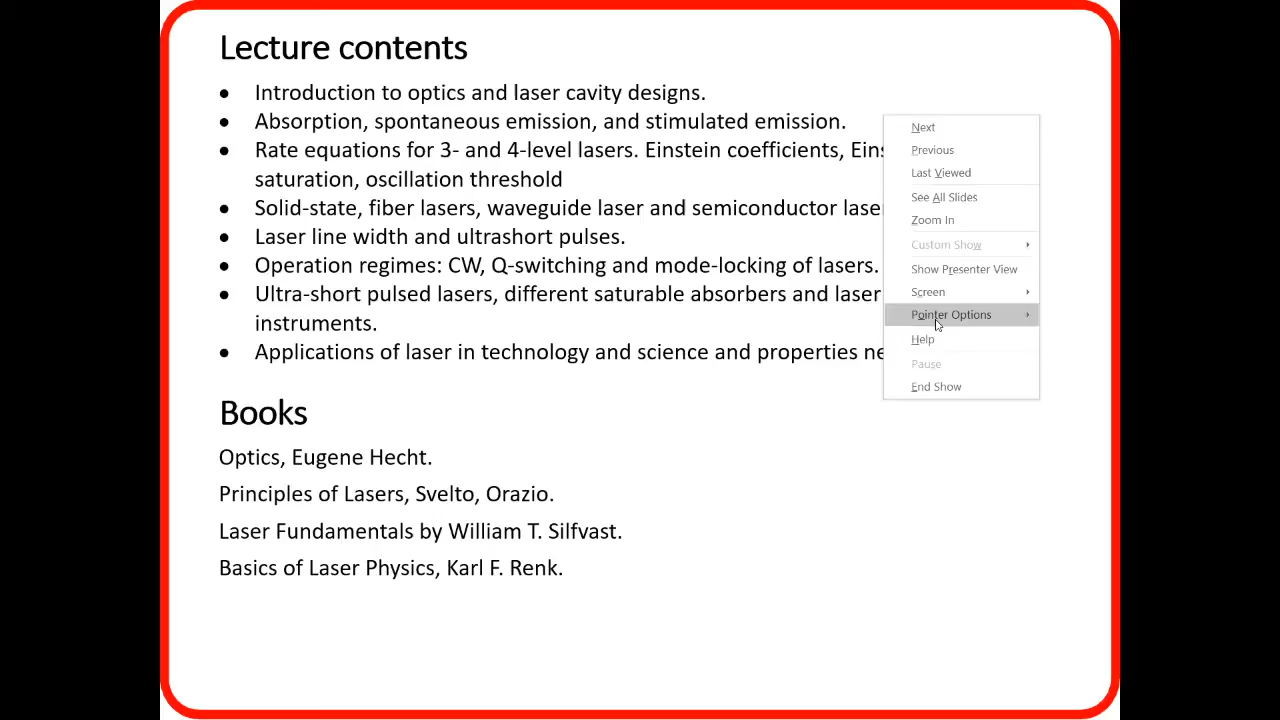 Lecture contents
• Introduction to optics and laser cavity designs.
• Absorption, spontaneous emission, and stimulated emission.
• Rate equations for 3- and 4-level lasers. Einstein coefficients,
saturation, oscillation threshold
• Solid-state, fiber lasers, waveguide laser and semiconductor
• Laser line width and ultrashort pulses.
• Operation regimes: CW, Q-switching and mode-locking of lasers.
• Ultra-short pulsed lasers, different saturable absorbers and laser
instruments.
• Applications of laser in technology and science and properties
Books
Optics, Eugene Hecht.
Principles of Lasers, Svelto, Orazio.
Laser Fundamentals by William T. Silfvast.
Basics of Laser Physics, Karl F. Renk.
Next
Previous
Last Viewed
See All Slides
Zoom In
Custom Show
Show Presenter View
Screen
Pointer Options
Help
Pause
End Show